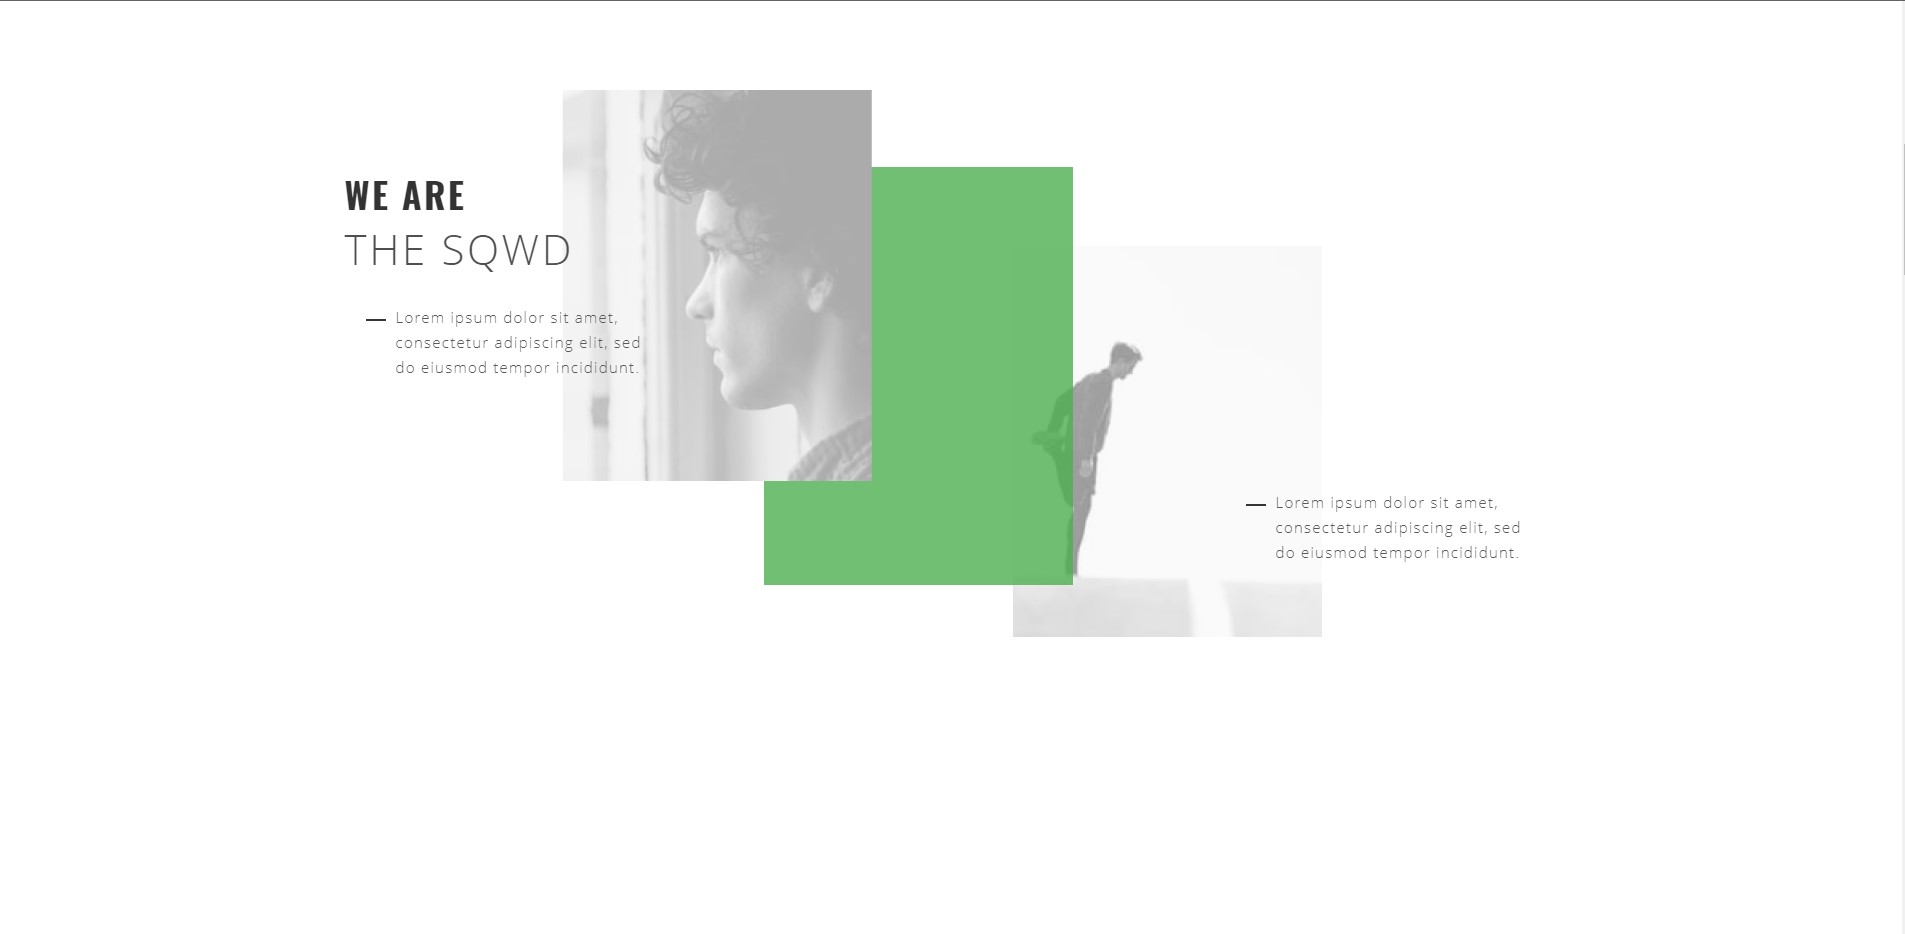 WE ARE
THE SQWD
Lorem ipsum dolor sit amet,
consectetur adipiscing elit, sed
do eiusmod tempor incididunt.
Lorem ipsum dolor sit amet,
consectetur adipiscing elit, sed
do eiusmod tempor incididunt.